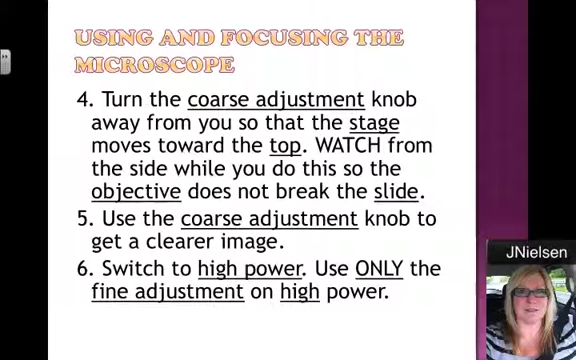 USING AND FOCUSING THE
MICROSCOPE
4. Turn the coarse adjustment knob
away from you so that the stage
moves toward the top. WATCH from
the side while you do this so the
objective does not break the slide.
5. Use the coarse adjustment knob to
get a clearer image.
6. Switch to high power. Use ONLY the
fine adjustment on high power.
JNielsen